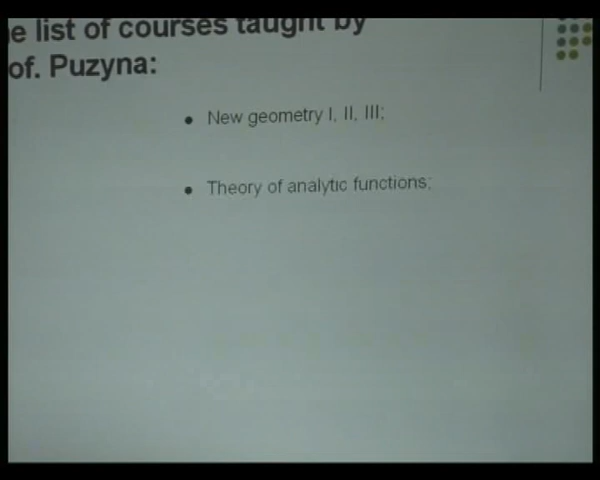 e list of courses taught by
of. Puzyna:
New geometry I, II, III;
Theory of analytic functions;